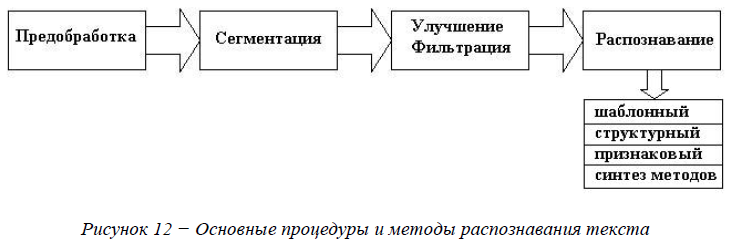 Предобработка
Сегментация
Улучшение
Фильтрация
Распознавание
шаблонный
структурный
признаковый
синтез методов
Рисунок 12 − Основные процедуры и методы распознавания текста